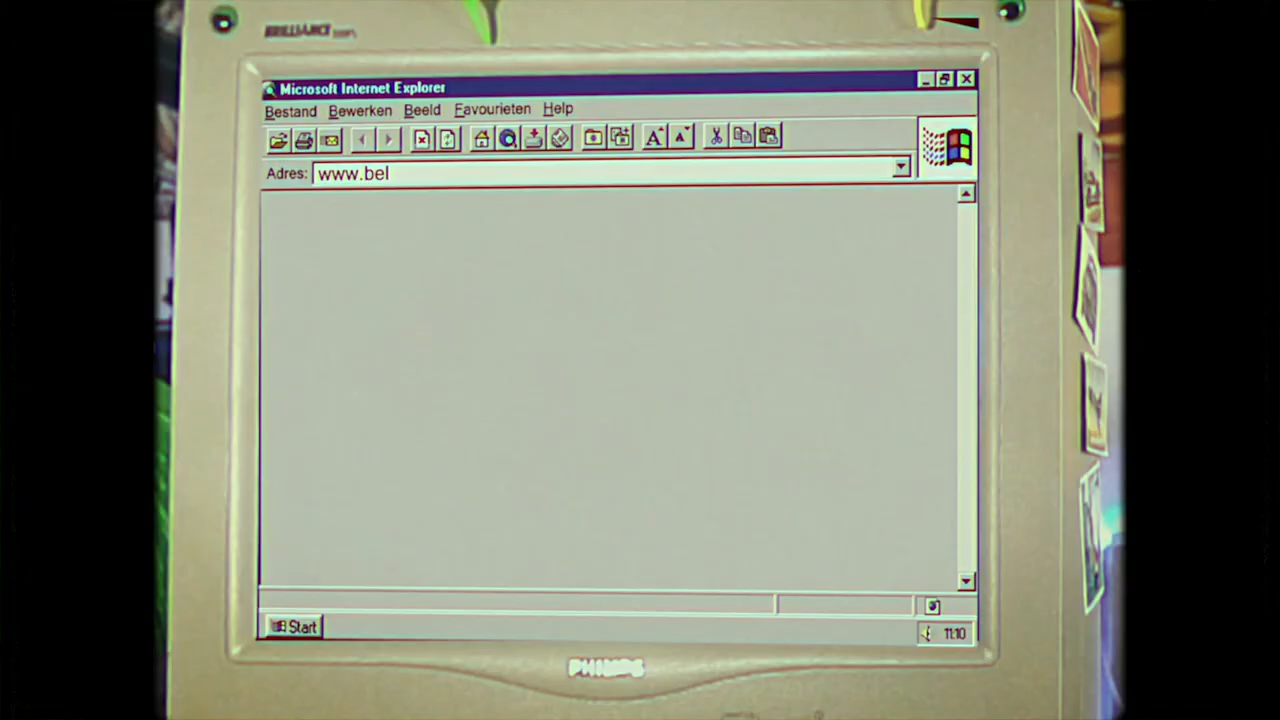 BRILLIANCE
Microsoft Internet Explorer
Bestand Bewerken Beeld Favourieten Help
Adres: www.bel
Start
11:10
PHILIPS